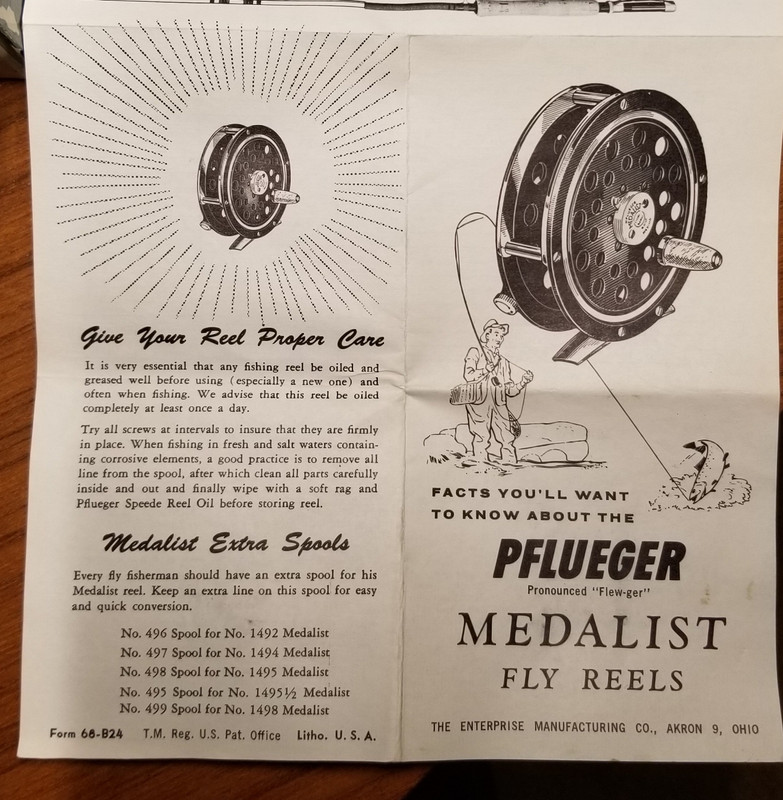 Give Your Reel Proper Care
It is very essential that any fishing reel be oiled and
greased well before using (especially a new one) and
often when fishing. We advise that this reel be oiled
completely at least once a day.
Try all screws at intervals to insure that they are firmly
in place. When fishing in fresh and salt waters contain-
ing corrosive elements, a good practice is to remove all
line from the spool, after which clean all parts carefully
inside and out and finally wipe with a soft rag and
Pflueger Speede Reel Oil before storing reel.
Medalist Extra Spools
Every fly fisherman should have an extra spool for his
Medalist reel. Keep an extra line on this spool for easy
and quick conversion.
No. 496 Spool for No. 1492 Medalist
No. 497 Spool for No. 1494 Medalist
No. 498 Spool for No. 1495 Medalist
No. 495 Spool for No. 1495½ Medalist
No. 499 Spool for No. 1498 Medalist
Form 68-B24 T.M. Reg. U.S. Pat. Office Litho. U. S. A.
FACTS YOU'LL WANT
TO KNOW ABOUT THE
PFLUEGER
Pronounced "Flew-ger"
MEDALIST
FLY REELS
THE ENTERPRISE MANUFACTURING CO., AKRON 9, OHIO